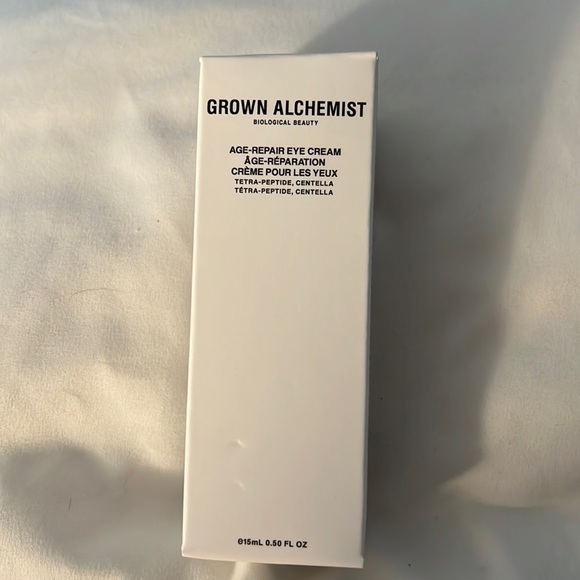 GROWN ALCHEMIST
BIOLOGICAL BEAUTY
AGE-REPAIR EYE CREAM
ÂGE-RÉPARATION
CRÈME POUR LES YEUX
TETRA-PEPTIDE, CENTELLA
TÉTRA-PEPTIDE, CENTELLA
℮15mL 0.50 FL OZ